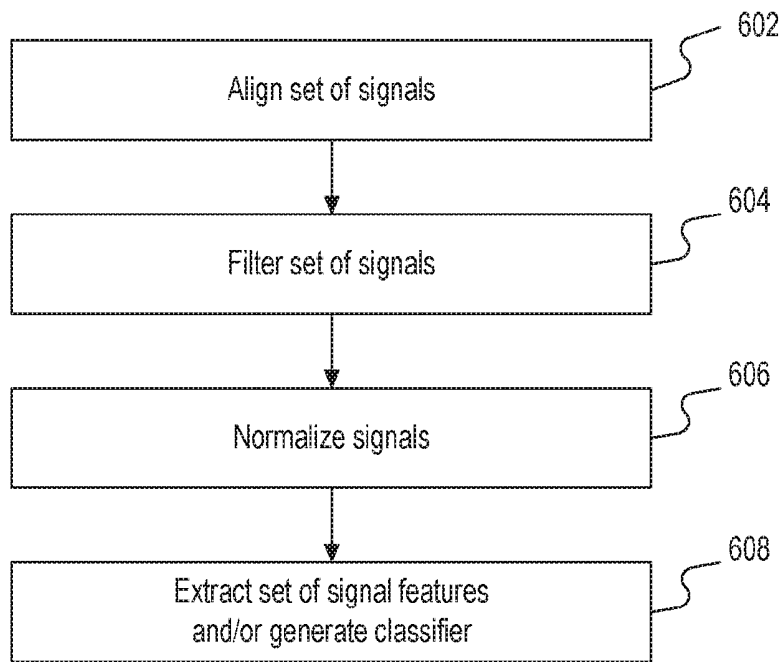 602
Align set of signals
604
Filter set of signals
606
Normalize signals
608
Extract set of signal features
and/or generate classifier